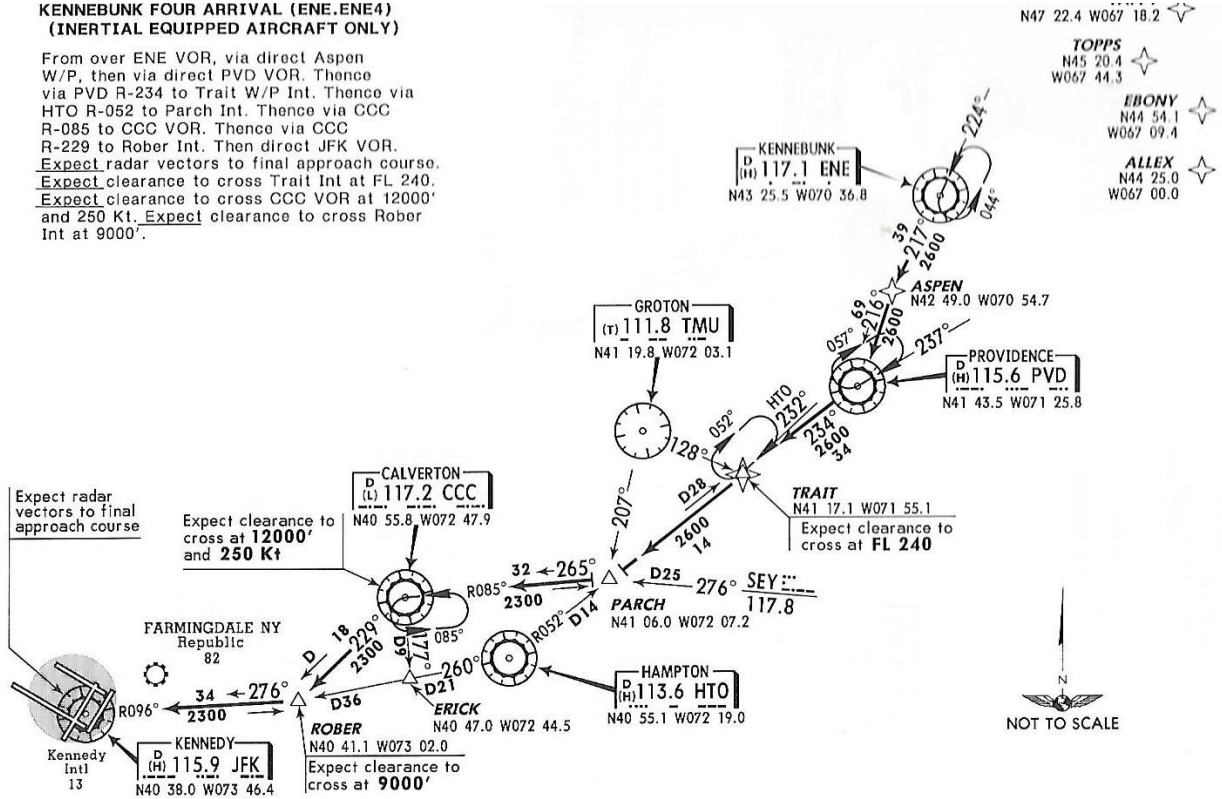 KENNEBUNK FOUR ARRIVAL (ENE.ENE4)
(INERTIAL EQUIPPED AIRCRAFT ONLY)
From over ENE VOR, via direct Aspen
W/P, then via direct PVD VOR. Thence
via PVD R-234 to Trait W/P Int. Thence via
HTO R-052 to Parch Int. Thence via CCC
R-085 to CCC VOR. Thence via CCC
R-229 to Rober Int. Then direct JFK VOR.
Expect radar vectors to final approach course.
Expect clearance to cross Trait Int at FL 240.
Expect clearance to cross CCC VOR at 12000'
and 250 Kt. Expect clearance to cross Rober
Int at 9000'.
N47 22.4 W067 18.2
TOPPS
N45 20.4
W067 44.3
EBONY
N44 54.1
W067 09.4
ALLEX
N44 25.0
W067 00.0
224°
KENNEBUNK
D
(H) 117.1 ENE
N43 25.5 W070 36.8
044°
39
217°
2600
ASPEN
N42 49.0 W070 54.7
69
216°
2600
057°
237°
PROVIDENCE
D
(H) 115.6 PVD
N41 43.5 W071 25.8
GROTON
(T) 111.8 TMU
N41 19.8 W072 03.1
HTO
232°
052°
234°
2600
34
128°
207°
D28
2600
14
TRAIT
N41 17.1 W071 55.1
Expect clearance to
cross at FL 240
CALVERTON
D
(L) 117.2 CCC
N40 55.8 W072 47.9
Expect clearance to
cross at 12000'
and 250 Kt
Expect radar
vectors to final
approach course
R085°
32
265°
2300
D25
276°
SEY
117.8
PARCH
N41 06.0 W072 07.2
R052°
D14
085°
18
229°
2300
D
D9
177°
260°
D21
D36
HAMPTON
D
(H) 113.6 HTO
N40 55.1 W072 19.0
ERICK
N40 47.0 W072 44.5
FARMINGDALE NY
Republic
82
R096°
34
276°
2300
ROBER
N40 41.1 W073 02.0
Expect clearance to
cross at 9000'
Kennedy
Intl
13
KENNEDY
D
(H) 115.9 JFK
N40 38.0 W073 46.4
N
NOT TO SCALE